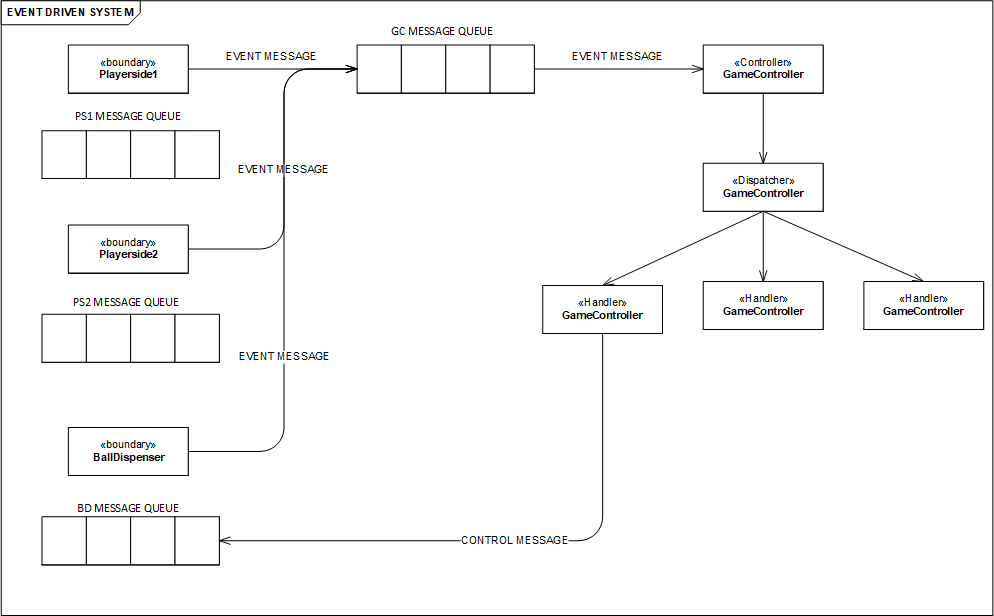 EVENT DRIVEN SYSTEM
GC MESSAGE QUEUE
«boundary»
Playerside1
EVENT MESSAGE
EVENT MESSAGE
«Controller»
GameController
PS1 MESSAGE QUEUE
EVENT MESSAGE
«Dispatcher»
GameController
«boundary»
Playerside2
PS2 MESSAGE QUEUE
«Handler»
GameController
«Handler»
GameController
«Handler»
GameController
EVENT MESSAGE
«boundary»
BallDispenser
BD MESSAGE QUEUE
CONTROL MESSAGE